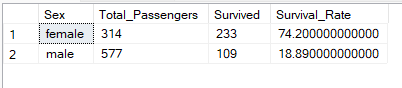 Sex Total_Passengers Survived Survival_Rate
1 female 314 233 74.200000000000
2 male 577 109 18.890000000000